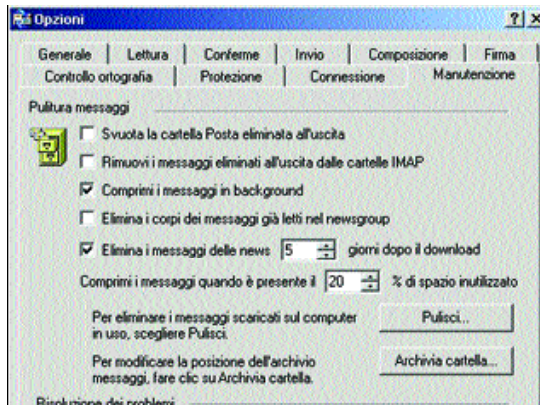 Opzioni
Generale Lettura Conferme Invio Composizione Firma
Controllo ortografia Protezione Connessione Manutenzione
Pulitura messaggi
Svuota la cartella Posta eliminata all'uscita
Rimuovi i messaggi eliminati all'uscita dalle cartelle IMAP
Comprimi i messaggi in background
Elimina i corpi dei messaggi già letti nel newsgroup
Elimina i messaggi delle news 5 giorni dopo il download
Comprimi i messaggi quando è presente il 20 % di spazio inutilizzato
Per eliminare i messaggi scaricati sul computer Pulisci...
in uso, scegliere Pulisci.
Per modificare la posizione dell'archivio Archivia cartella...
messaggi, fare clic su Archivia cartella.
Risoluzione dei problemi